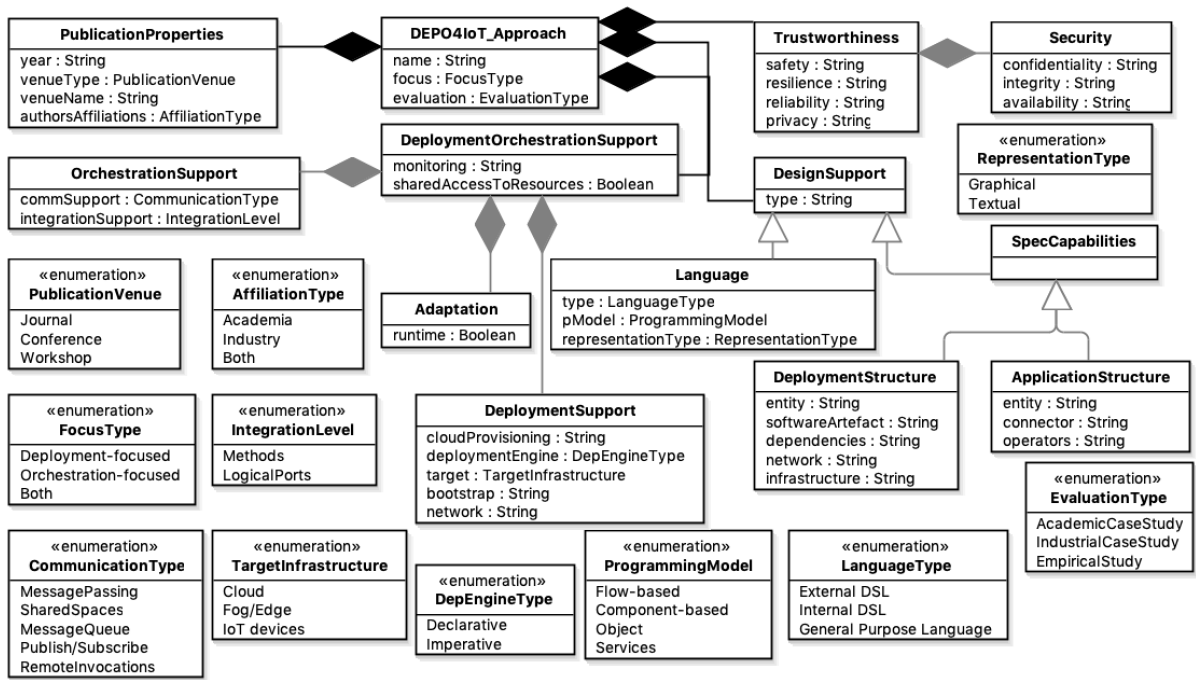 PublicationProperties
year : String
venueType : PublicationVenue
venueName : String
authorsAffiliations : AffiliationType
DEPO4IoT_Approach
name : String
focus : FocusType
evaluation : EvaluationType
Trustworthiness
safety : String
resilience : String
reliability : String
privacy : String
Security
confidentiality : String
integrity : String
availability : String
OrchestrationSupport
commSupport : CommunicationType
integrationSupport : IntegrationLevel
DeploymentOrchestrationSupport
monitoring : String
sharedAccessToResources : Boolean
DesignSupport
type : String
«enumeration»
RepresentationType
Graphical
Textual
SpecCapabilities
«enumeration»
PublicationVenue
Journal
Conference
Workshop
«enumeration»
AffiliationType
Academia
Industry
Both
Adaptation
runtime : Boolean
Language
type : LanguageType
pModel : ProgrammingModel
representationType : RepresentationType
DeploymentStructure
entity : String
softwareArtefact : String
dependencies : String
network : String
infrastructure : String
ApplicationStructure
entity : String
connector : String
operators : String
«enumeration»
FocusType
Deployment-focused
Orchestration-focused
Both
«enumeration»
IntegrationLevel
Methods
LogicalPorts
DeploymentSupport
cloudProvisioning : String
deploymentEngine : DepEngineType
target : TargetInfrastructure
bootstrap : String
network : String
«enumeration»
EvaluationType
AcademicCaseStudy
IndustrialCaseStudy
EmpiricalStudy
«enumeration»
CommunicationType
MessagePassing
SharedSpaces
MessageQueue
Publish/Subscribe
RemoteInvocations
«enumeration»
TargetInfrastructure
Cloud
Fog/Edge
IoT devices
«enumeration»
DepEngineType
Declarative
Imperative
«enumeration»
ProgrammingModel
Flow-based
Component-based
Object
Services
«enumeration»
LanguageType
External DSL
Internal DSL
General Purpose Language